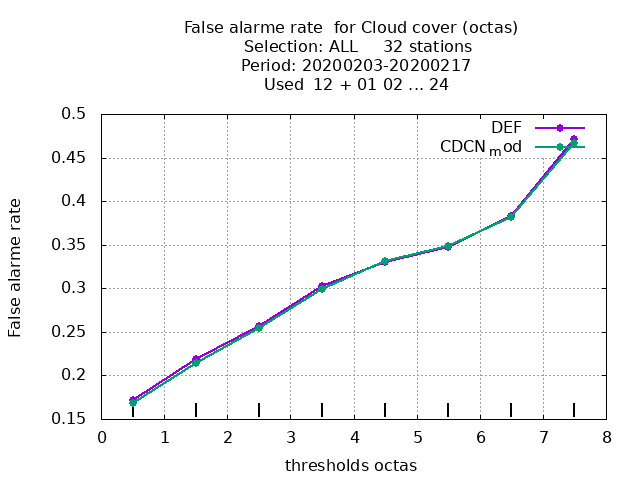 False alarme rate  for Cloud cover (octas)
Selection: ALL     32 stations
Period: 20200203-20200217
Used  12 + 01 02 ... 24
0.5
0.45
0.4
0.35
0.3
0.25
0.2
0.15
False alarme rate
DEF
CDCNmod
0 1 2 3 4 5 6 7 8
thresholds octas